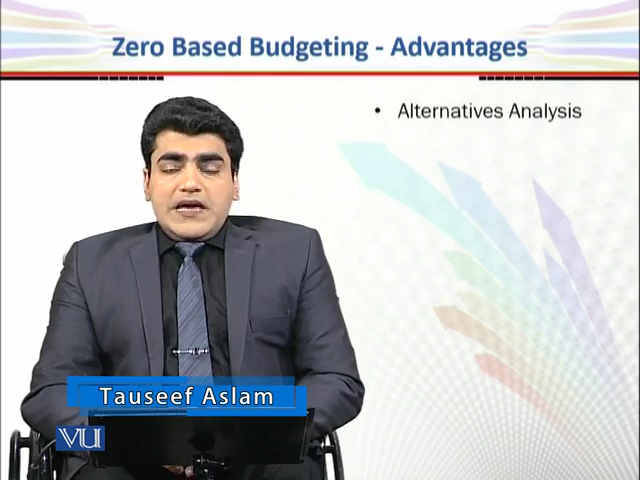 Zero Based Budgeting - Advantages
• Alternatives Analysis
Tauseef Aslam
VU